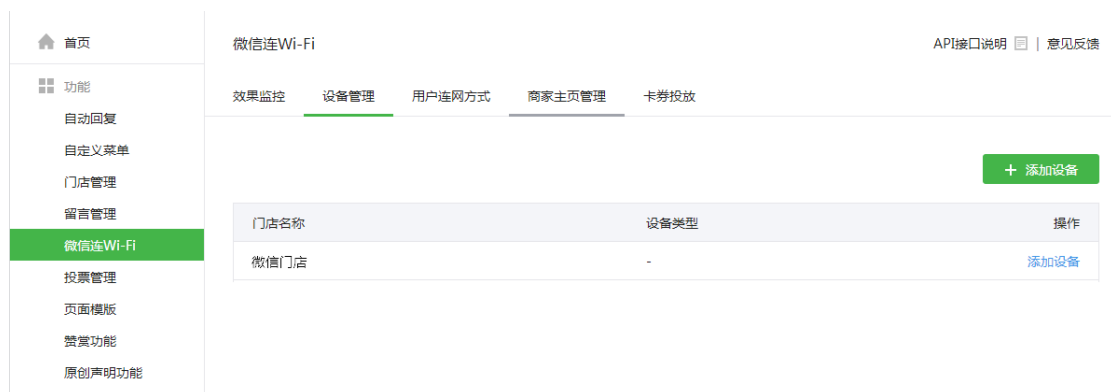 首页
功能
自动回复
自定义菜单
门店管理
留言管理
微信连Wi-Fi
投票管理
页面模版
赞赏功能
原创声明功能
微信连Wi-Fi
API接口说明 | 意见反馈
效果监控 设备管理 用户连网方式 商家主页管理 卡券投放
+ 添加设备
门店名称 设备类型 操作
微信门店 - 添加设备